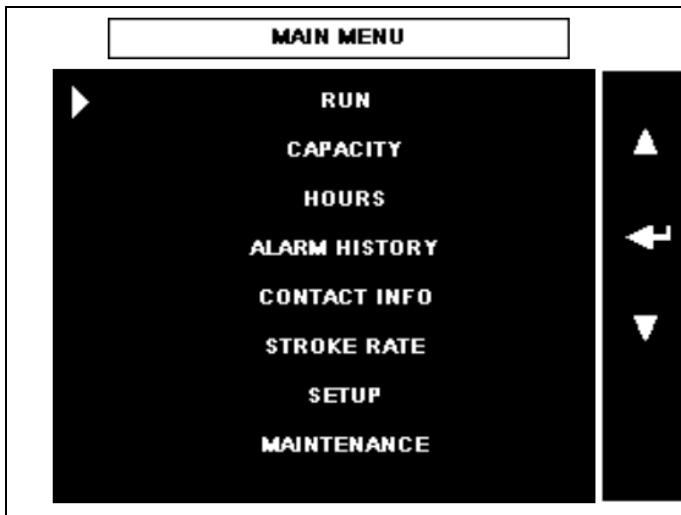 MAIN MENU
RUN
CAPACITY
HOURS
ALARM HISTORY
CONTACT INFO
STROKE RATE
SETUP
MAINTENANCE